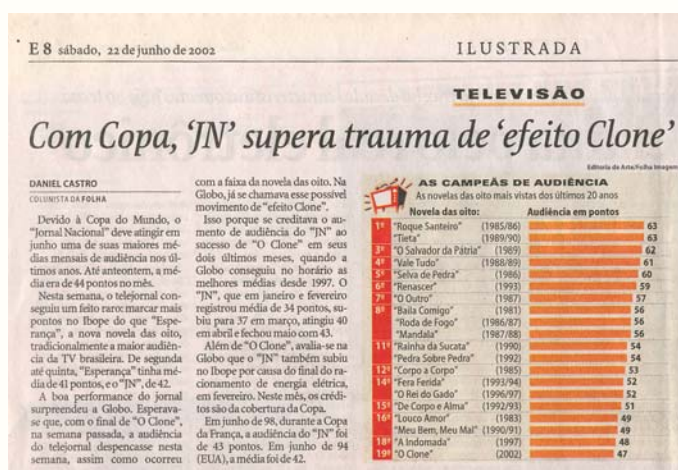 E 8 sábado, 22 de junho de 2002
ILUSTRADA
TELEVISÃO
Com Copa, ‘JN’ supera trauma de ‘efeito Clone’
Editoria de Arte/Folha Imagem
DANIEL CASTRO
COLUNISTA DA FOLHA
Devido à Copa do Mundo, o
"Jornal Nacional" deve atingir em
junho uma de suas maiores mé-
dias mensais de audiência nos úl-
timos anos. Até anteontem, a mé-
dia era de 44 pontos no mês.
Nesta semana, o telejornal con-
seguiu um feito raro: marcar mais
pontos no Ibope do que "Espe-
rança", a nova novela das oito,
tradicionalmente a maior audiên-
cia da TV brasileira. De segunda
até quinta, "Esperança" tinha mé-
dia de 41 pontos, e o "JN", de 42.
A boa performance do jornal
surpreendeu a Globo. Esperava-
se que, com o final de "O Clone",
na semana passada, a audiência
do telejornal despencasse nesta
semana, assim como ocorreu
com a faixa da novela das oito. Na
Globo, já se chamava esse possível
movimento de "efeito Clone".
Isso porque se creditava o au-
mento de audiência do "JN" ao
sucesso de "O Clone" em seus
dois últimos meses, quando a
Globo conseguiu no horário as
melhores médias desde 1997. O
"JN", que em janeiro e fevereiro
registrou média de 34 pontos, su-
biu para 37 em março, atingiu 40
em abril e fechou maio com 43.
Além de "O Clone", avalia-se na
Globo que o "JN" também subiu
no Ibope por causa do final do ra-
cionamento de energia elétrica,
em fevereiro. Neste mês, os crédi-
tos são da cobertura da Copa.
Em junho de 98, durante a Copa
da França, a audiência do "JN" foi
de 43 pontos. Em junho de 94
(EUA), a média foi de 42.
AS CAMPEÃS DE AUDIÊNCIA
As novelas das oito mais vistas dos últimos 20 anos
Novela das oito: Audiência em pontos
1º "Roque Santeiro" (1985/86) 63
"Tieta" (1989/90) 63
3º "O Salvador da Pátria" (1989) 62
4º "Vale Tudo" (1988/89) 61
5º "Selva de Pedra" (1986) 60
6º "Renascer" (1993) 59
7º "O Outro" (1987) 57
8º "Baila Comigo" (1981) 56
"Roda de Fogo" (1986/87) 56
"Mandala" (1987/88) 56
11º "Rainha da Sucata" (1990) 54
"Pedra Sobre Pedra" (1992) 54
12º "Corpo a Corpo" (1985) 53
14º "Fera Ferida" (1993/94) 52
"O Rei do Gado" (1996/97) 52
15º "De Corpo e Alma" (1992/93) 51
16º "Louco Amor" (1983) 49
"Meu Bem, Meu Mal" (1990/91) 49
18º "A Indomada" (1997) 48
19º "O Clone" (2002) 47